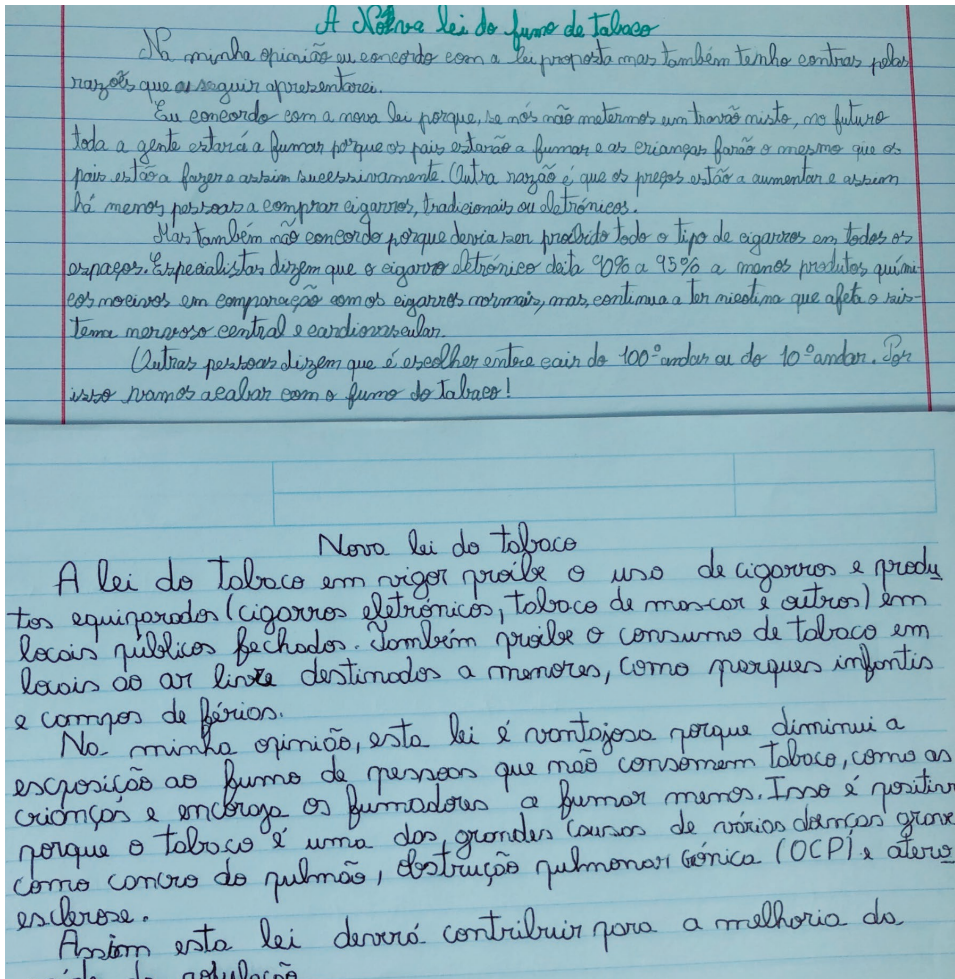 A Nova lei do fumo de tabaco
Na minha opinião eu concordo com a lei proposta mas também tenho contras pelas
razões que a seguir apresentarei.
Eu concordo com a nova lei porque, se nós não metermos um travão nisto, no futuro
toda a gente estará a fumar porque os pais estarão a fumar e as crianças farão o mesmo que os
pais estão a fazer e assim sucessivamente. Outra razão é que os preços estão a aumentar e assim
há menos pessoas a comprar cigarros, tradicionais ou eletrónicos.
Mas também não concordo porque devia ser proibido todo o tipo de cigarros em todos os
espaços. Especialistas dizem que o cigarro eletrónico deita 90% a 95% a menos produtos quími
cos nocivos em comparação com os cigarros normais, mas, continua a ter nicotina que afeta o sis-
tema nervoso central e cardiovascular.
Outras pessoas dizem que é escolher entre cair do 100º andar ou do 10º andar. Por
isso vamos acabar com o fumo do tabaco!
Nova lei do tabaco
A lei do tabaco em vigor proíbe o uso de cigarros e produ
tos equiparados (cigarros eletrónicos, tabaco de mascar e outros) em
locais públicos fechados. Também proíbe o consumo de tabaco em
locais ao ar livre destinados a menores, como parques infantis
e campos de férias.
Na minha opinião, esta lei é vantajosa porque diminui a
escposição ao fumo de pessoas que não consomem tabaco, como as
crianças e encoraga os fumadores a fumar menos. Isso é positivo
porque o tabaco é uma das grandes causas de várias doenças grave
como cancro do pulmão, obstrução pulmonar crónica (OCP) e atero
esclerose.
Assim esta lei deverá contribuir para a melhoria da
da população